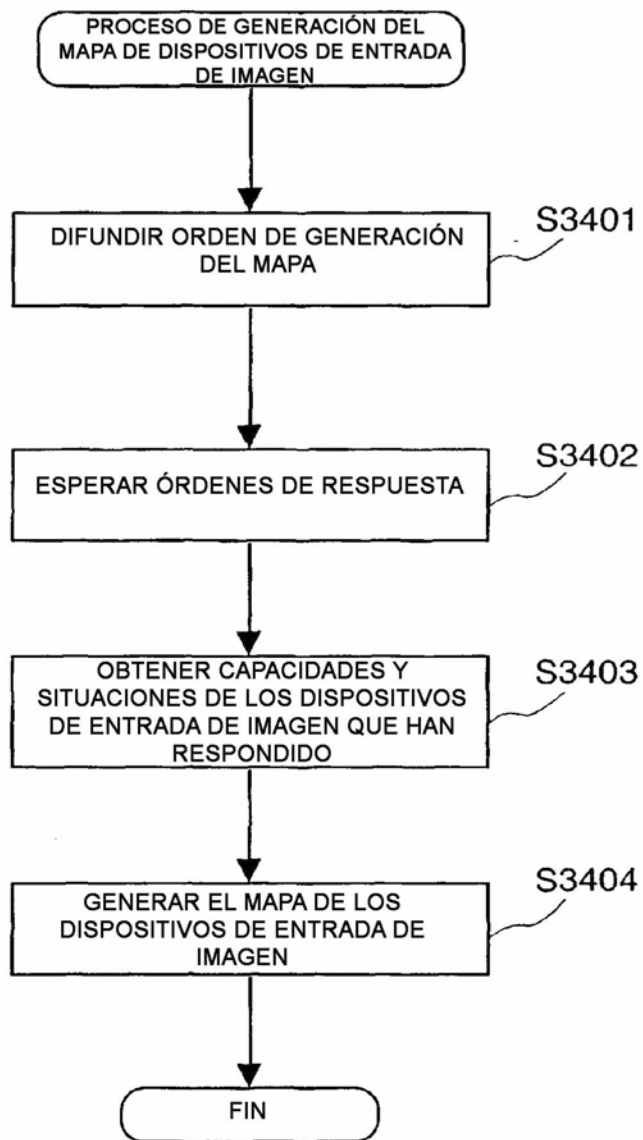 PROCESO DE GENERACIÓN DEL
MAPA DE DISPOSITIVOS DE ENTRADA
DE IMAGEN
DIFUNDIR ORDEN DE GENERACIÓN
DEL MAPA
S3401
ESPERAR ÓRDENES DE RESPUESTA
S3402
OBTENER CAPACIDADES Y
SITUACIONES DE LOS DISPOSITIVOS
DE ENTRADA DE IMAGEN QUE HAN
RESPONDIDO
S3403
GENERAR EL MAPA DE LOS
DISPOSITIVOS DE ENTRADA DE
IMAGEN
S3404
FIN